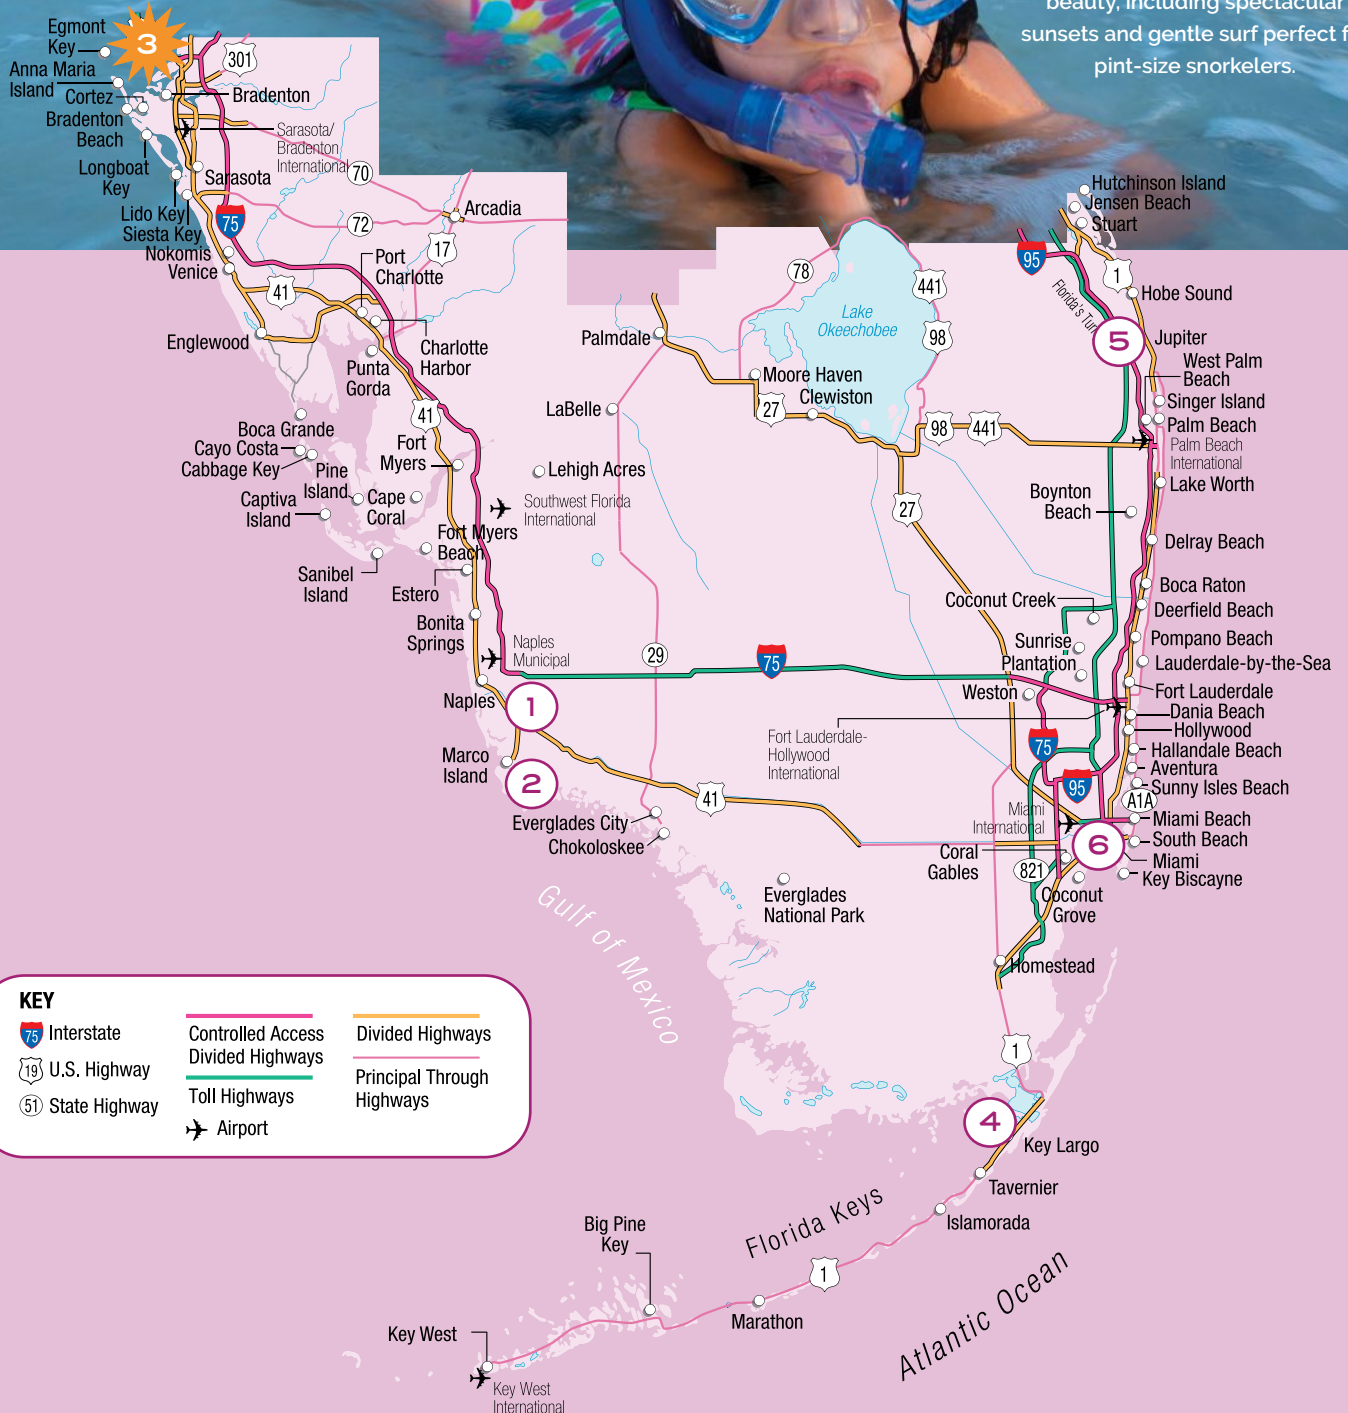 beauty, including spectacular
sunsets and gentle surf perfect f
pint-size snorkelers.
Egmont
Key
3
301
Anna Maria
Island
Cortez
Bradenton
Bradenton
Beach
Sarasota/
Bradenton
International
Longboat
Key
70
Sarasota
Lido Key
Siesta Key
75
72
Arcadia
17
Nokomis
Venice
Port
Charlotte
41
Englewood
Charlotte
Harbor
Punta
Gorda
41
Boca Grande
Cayo Costa
Cabbage Key
Fort
Myers
Pine
Island
Cape
Coral
Captiva
Island
Lehigh Acres
Southwest Florida
International
Fort Myers
Beach
Sanibel
Island
Estero
Bonita
Springs
Naples
Municipal
Naples
1
Marco
Island
2
Palmdale
LaBelle
78
Lake
Okeechobee
441
98
Moore Haven
Clewiston
27
98
441
27
29
75
Hutchinson Island
Jensen Beach
Stuart
95
1
Florida's Tur
Hobe Sound
5
Jupiter
West Palm
Beach
Singer Island
Palm Beach
Palm Beach
International
Lake Worth
Boynton
Beach
Delray Beach
Boca Raton
Coconut Creek
Deerfield Beach
Sunrise
Plantation
Pompano Beach
Lauderdale-by-the-Sea
Weston
Fort Lauderdale
Dania Beach
Hollywood
Fort Lauderdale-
Hollywood
International
75
Hallandale Beach
Aventura
95
Sunny Isles Beach
A1A
Miami
International
Miami Beach
6
South Beach
Miami
Coral
Gables
821
Key Biscayne
Coconut
Grove
41
Everglades City
Chokoloskee
Everglades
National Park
Gulf of Mexico
Homestead
1
4
Key Largo
Tavernier
Islamorada
Florida Keys
1
Big Pine
Key
Marathon
Key West
Key West
International
Atlantic Ocean
KEY
75 Interstate
19 U.S. Highway
51 State Highway
Controlled Access
Divided Highways
Toll Highways
Airport
Divided Highways
Principal Through
Highways